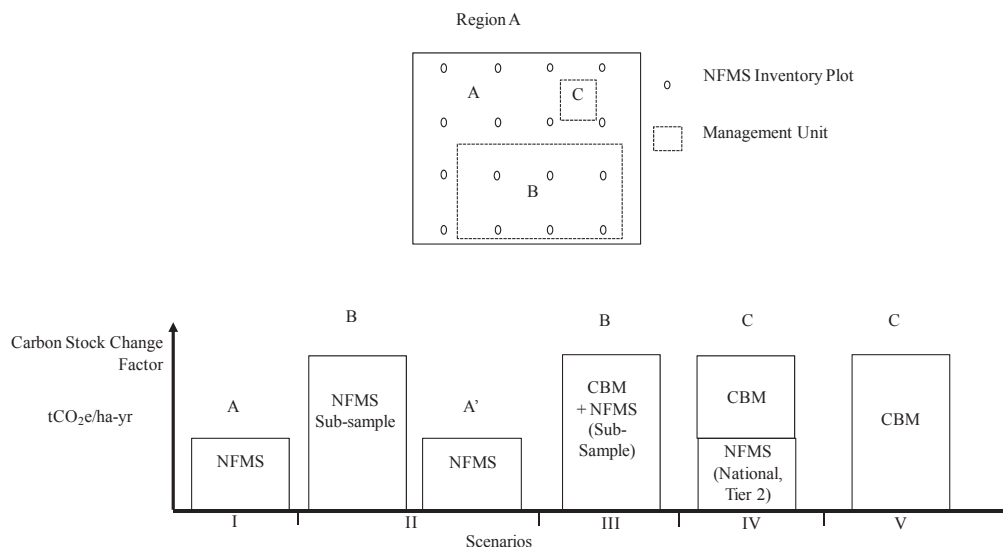 Region A
A
C
B
NFMS Inventory Plot
Management Unit
Carbon Stock Change
Factor
tCO₂e/ha-yr
A
NFMS
B
NFMS
Sub-sample
A’
NFMS
B
CBM
+ NFMS
(Sub-
Sample)
C
CBM
NFMS
(National,
Tier 2)
C
CBM
I
II
III
IV
V
Scenarios